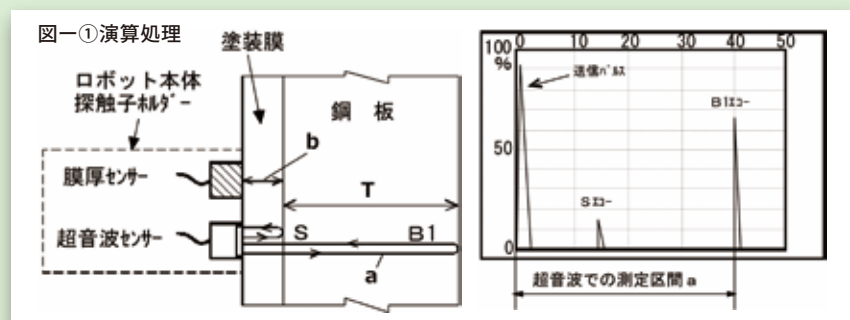 図一①演算処理
塗装膜
ロボット本体
探触子ホルダー
鋼 板
b
膜厚センサー
T
超音波センサー
S
B1
a
100
%
0
10
20
30
40
50
送信パルス
B1エコー
50
Sエコー
0
超音波での測定区間 a